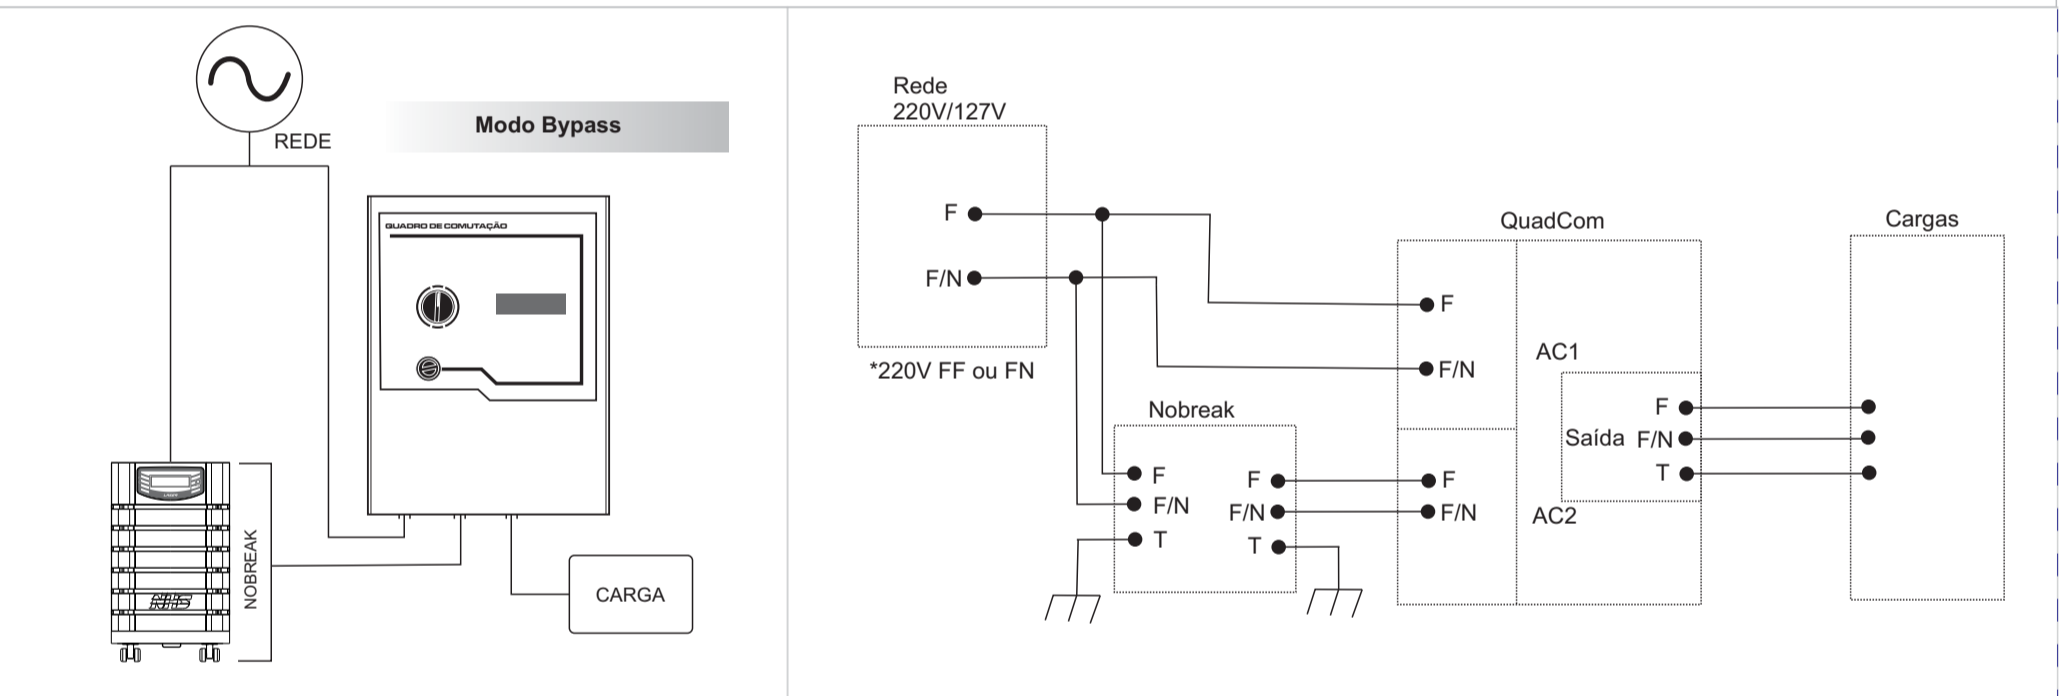 REDE
Modo Bypass
QUADRO DE COMUTAÇÃO
NOBREAK
NHS
CARGA
Rede
220V/127V
F
F/N
*220V FF ou FN
Nobreak
F
F/N
T
F
F/N
T
QuadCom
F
F/N
AC1
F
Saída F/N
T
F
F/N
AC2
Cargas